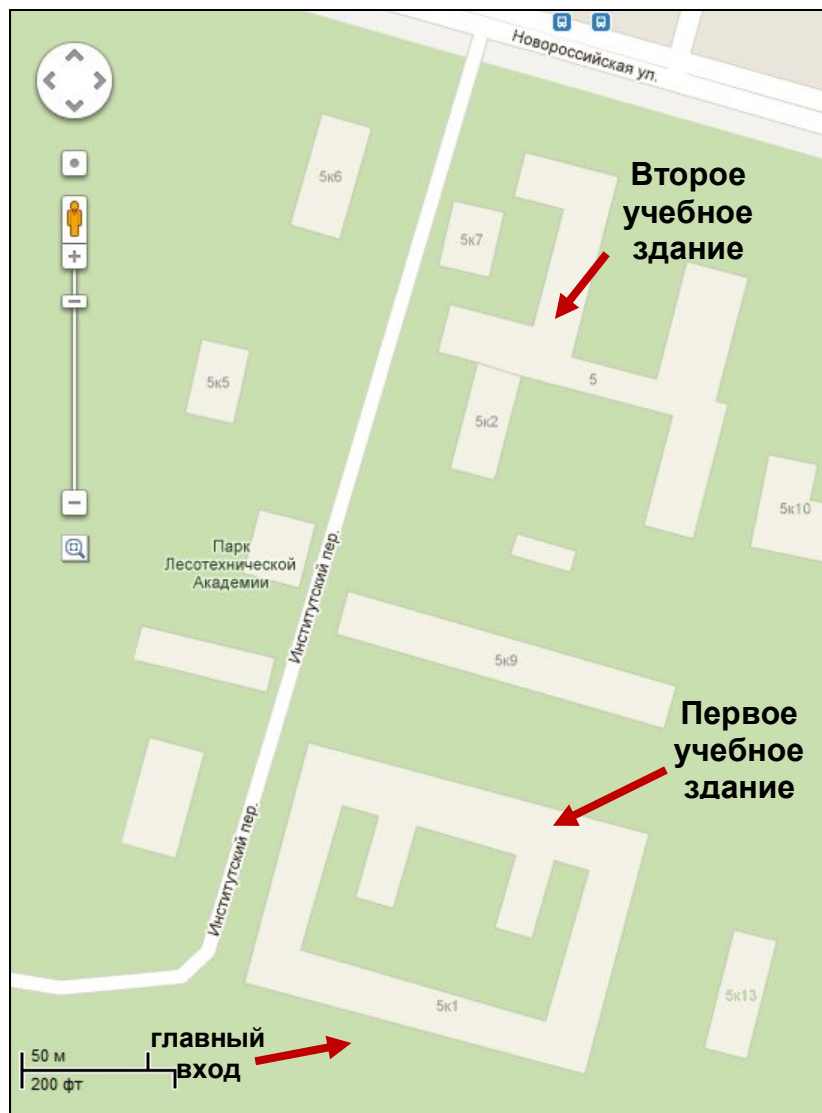 Новороссийская ул.
5к6
Второе
учебное
здание
5к7
5
5к5
5к2
5к10
Парк
Лесотехнической
Академии
Институтский пер.
5к9
Первое
учебное
здание
Институтский пер.
5к13
5к1
главный
вход
50 м
200 фт